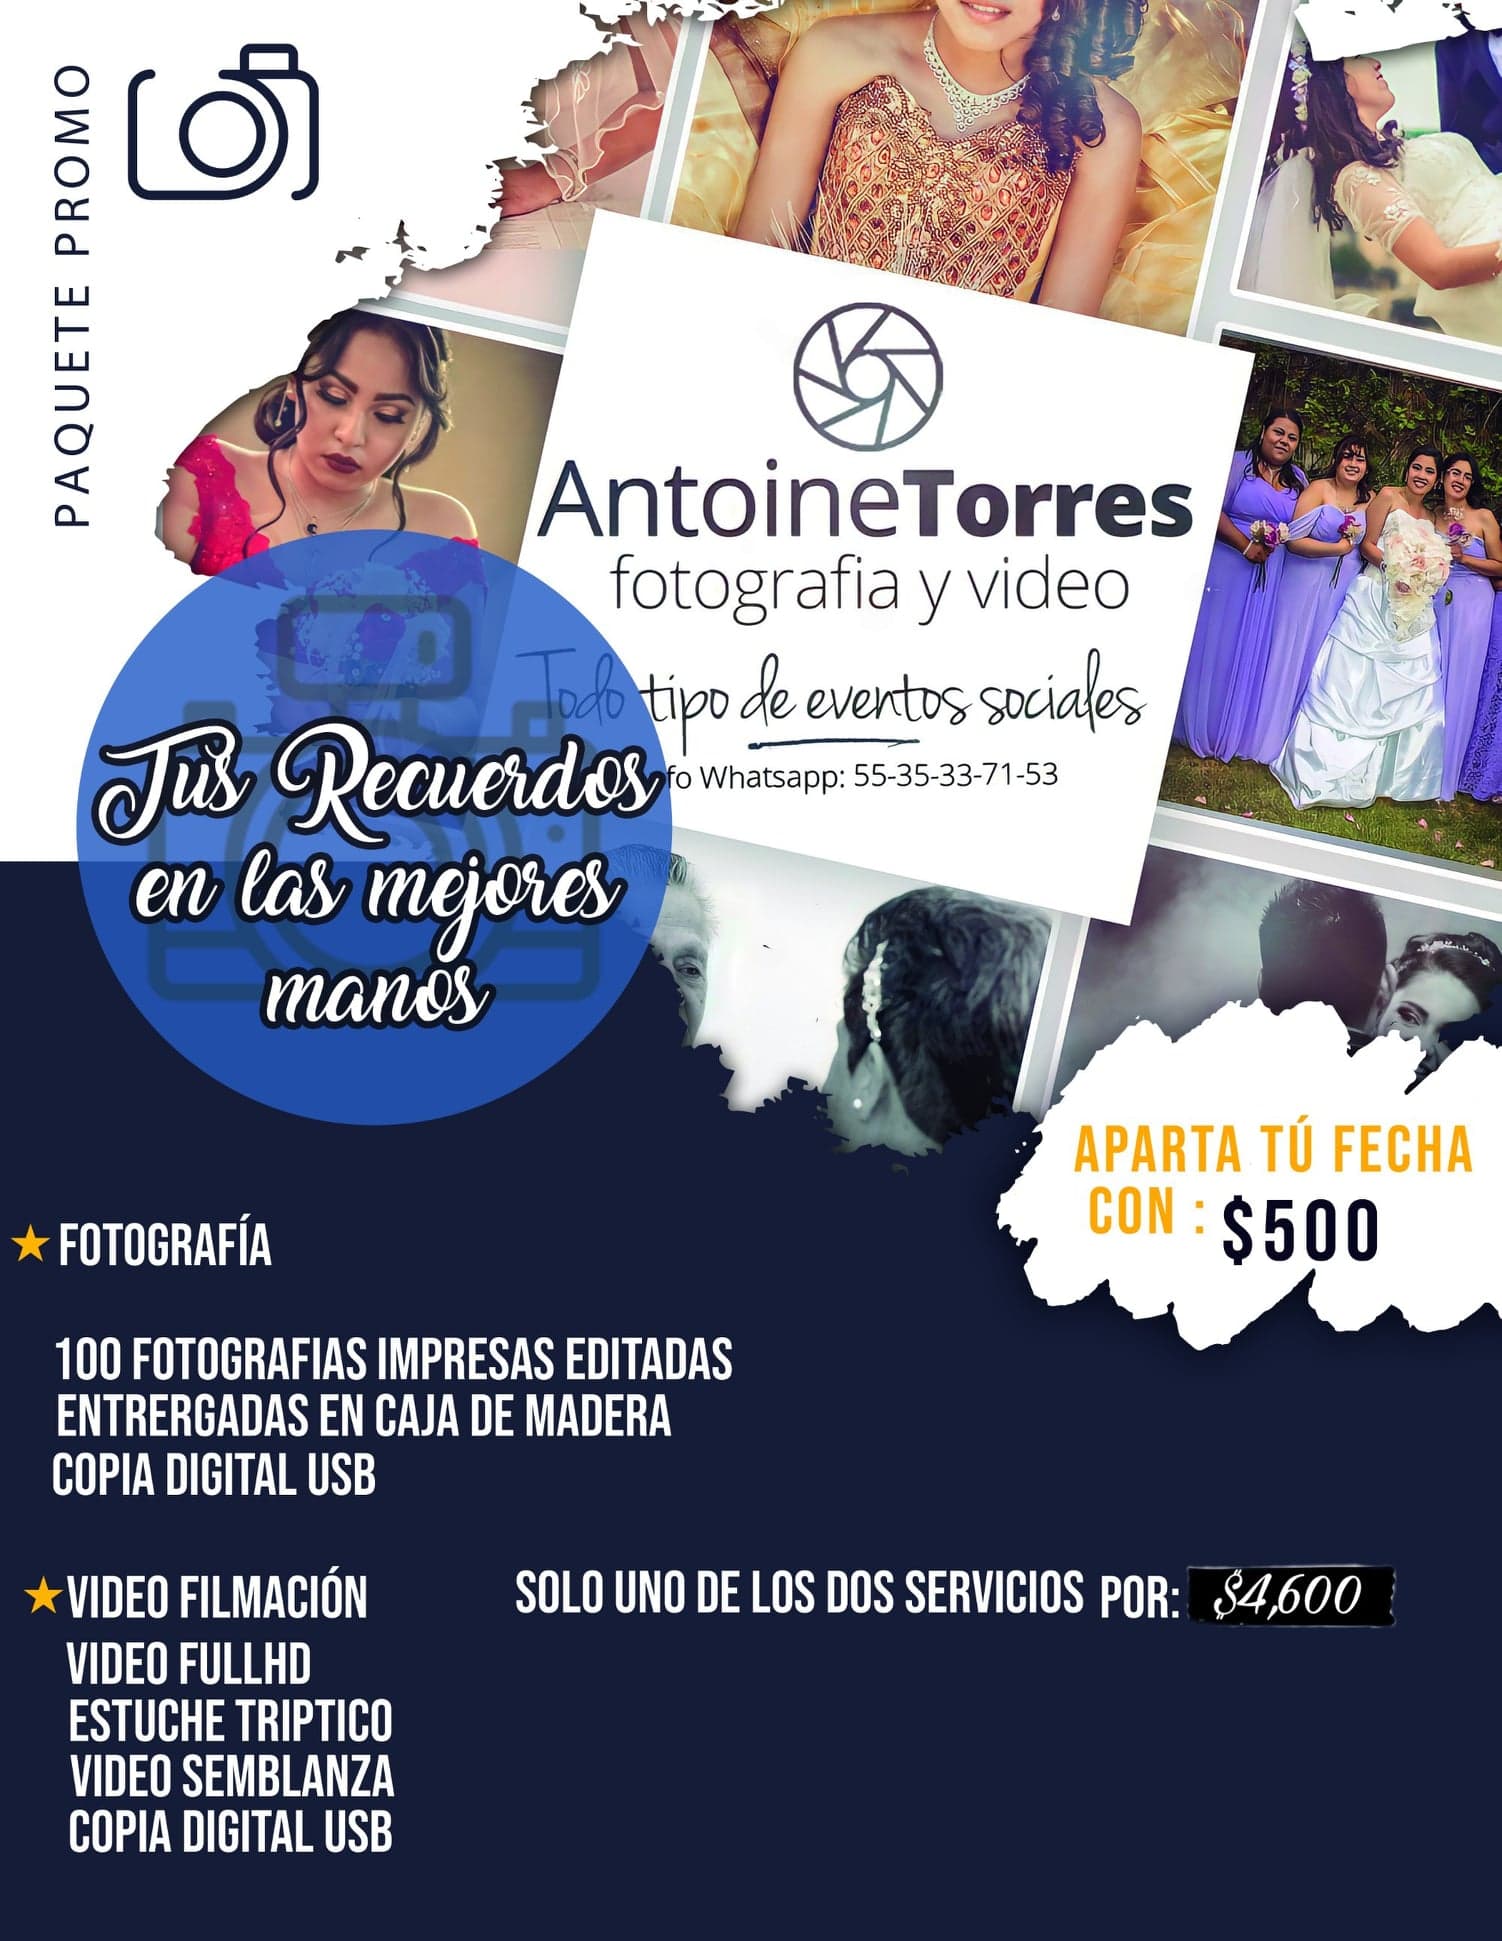 PAQUETE PROMO
AntoineTorres
fotografia y video
Todo tipo de eventos sociales
fo Whatsapp: 55-35-33-71-53
Tus Recuerdos
en las mejores
manos
APARTA TÚ FECHA
CON : $500
FOTOGRAFÍA
100 FOTOGRAFIAS IMPRESAS EDITADAS
ENTRERGADAS EN CAJA DE MADERA
COPIA DIGITAL USB
VIDEO FILMACIÓN
VIDEO FULLHD
ESTUCHE TRIPTICO
VIDEO SEMBLANZA
COPIA DIGITAL USB
SOLO UNO DE LOS DOS SERVICIOS POR: $4,600